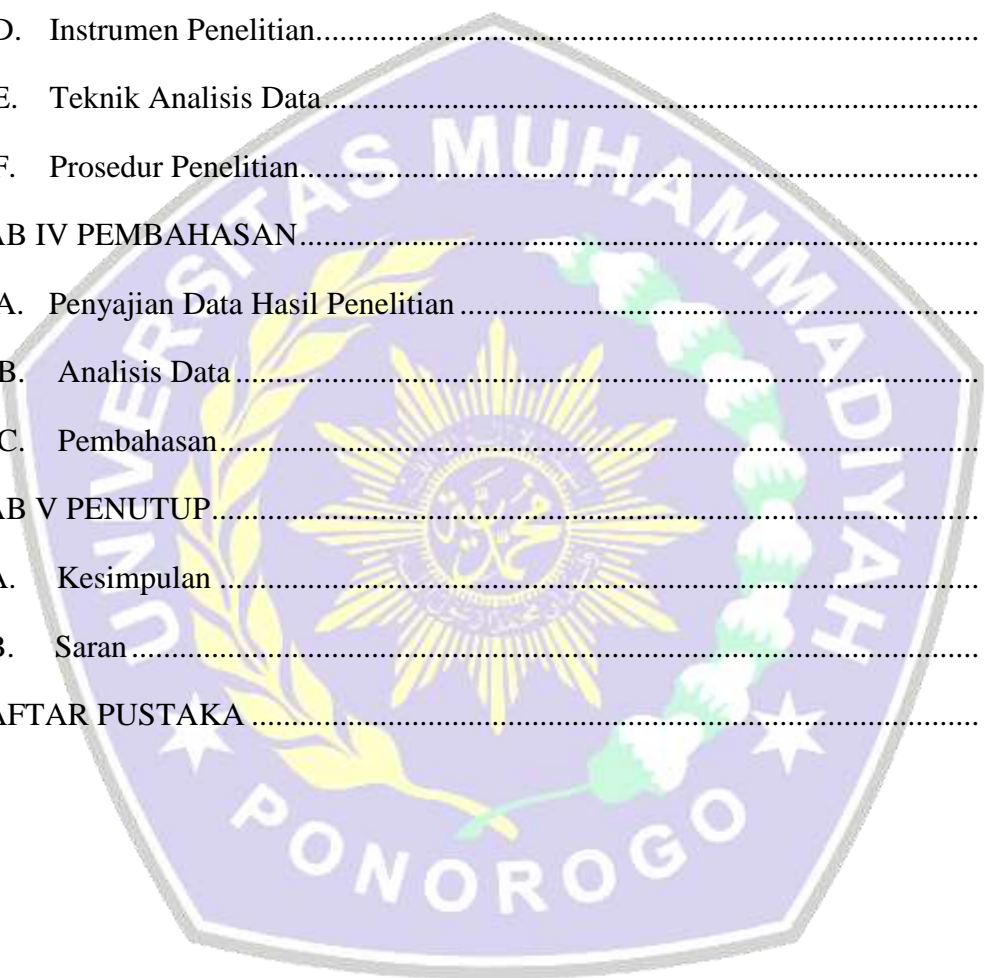 D. Instrumen Penelitian....................................................................................
E. Teknik Analisis Data...................................................................................
F. Prosedur Penelitian......................................................................................
AB IV PEMBAHASAN.....................................................................................
A. Penyajian Data Hasil Penelitian.................................................................
B. Analisis Data..............................................................................................
C. Pembahasan................................................................................................
AB V PENUTUP................................................................................................
A. Kesimpulan................................................................................................
B. Saran..........................................................................................................
AFTAR PUSTAKA...........................................................................................
UNIVERSITAS MUHAMMADIYAH
PONOROGO